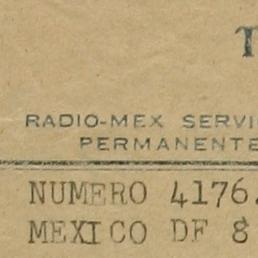 RADIO-MEX SERVI
PERMANENTE
NUMERO 4176.
MEXICO DF 8